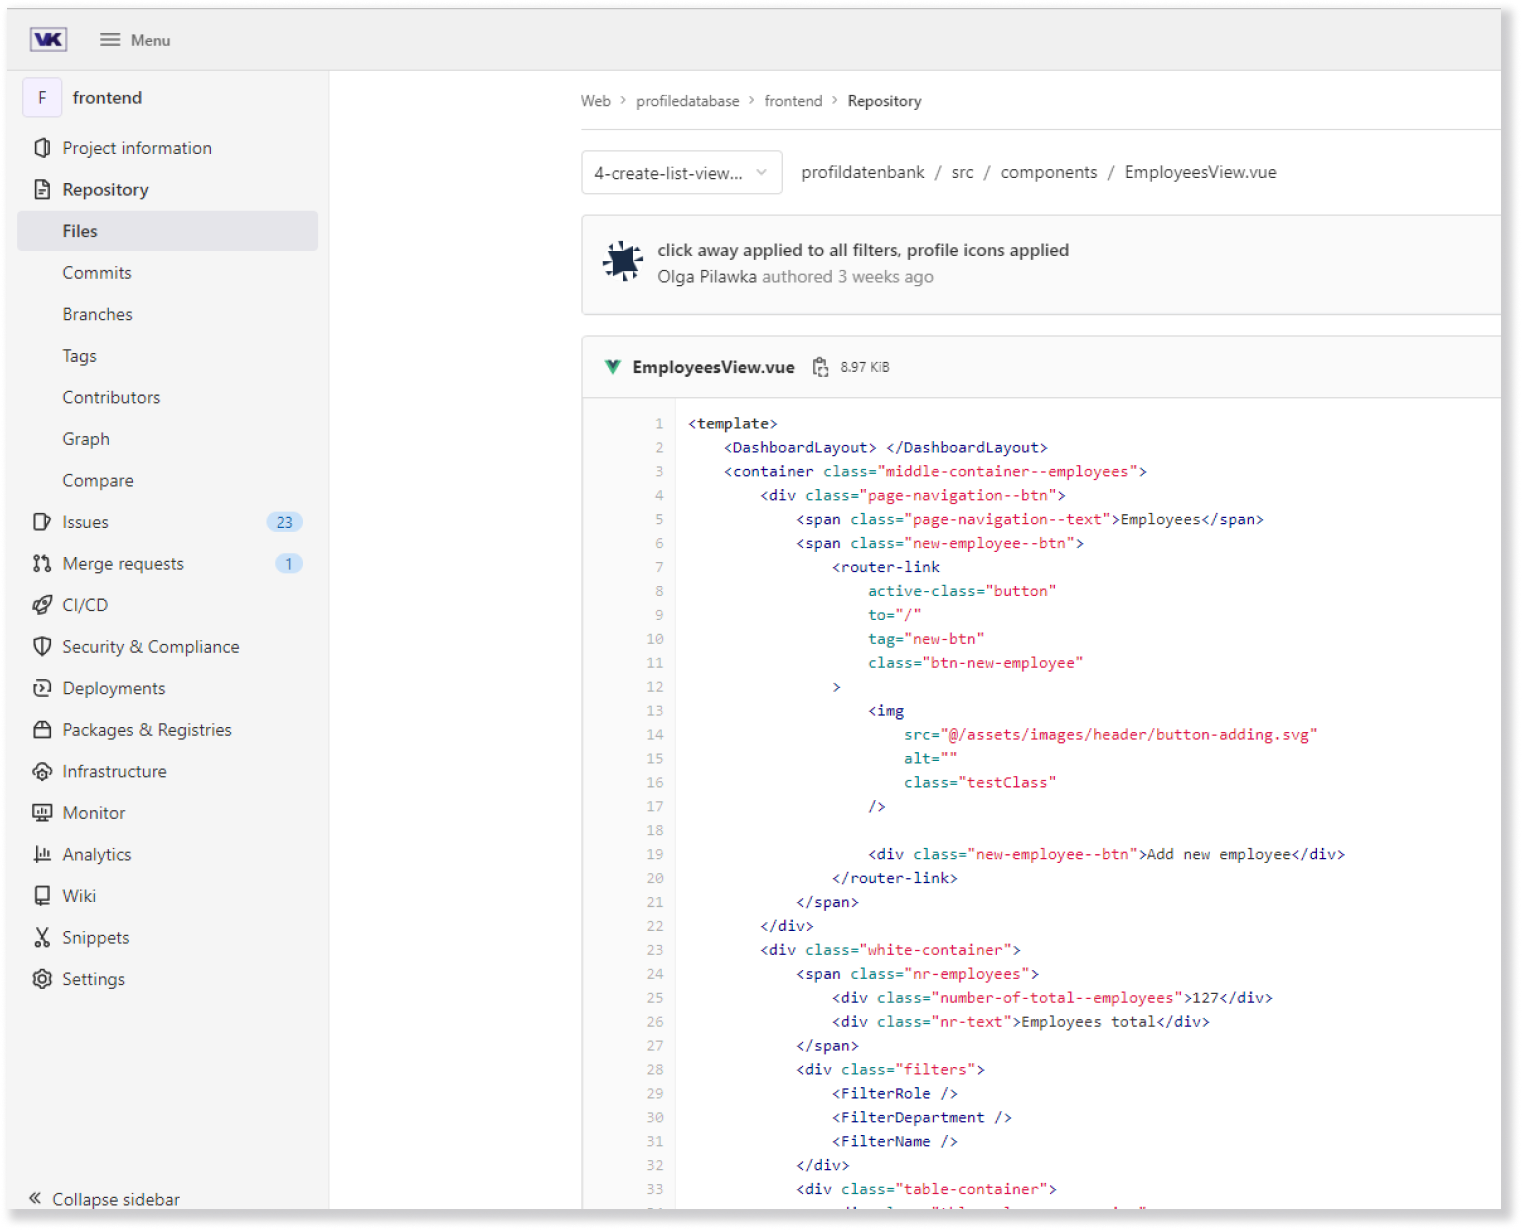 VK
Menu
F
frontend
Project information
Repository
Files
Commits
Branches
Tags
Contributors
Graph
Compare
Issues 23
Merge requests 1
CI/CD
Security & Compliance
Deployments
Packages & Registries
Infrastructure
Monitor
Analytics
Wiki
Snippets
Settings
« Collapse sidebar
Web > profiledatabase > frontend > Repository
4-create-list-view... profildatenbank / src / components / EmployeesView.vue
click away applied to all filters, profile icons applied
Olga Pilawka authored 3 weeks ago
EmployeesView.vue 8.97 KiB
1 <template>
2 <DashboardLayout> </DashboardLayout>
3 <container class="middle-container--employees">
4 <div class="page-navigation--btn">
5 <span class="page-navigation--text">Employees</span>
6 <span class="new-employee--btn">
7 <router-link
8 active-class="button"
9 to="/"
10 tag="new-btn"
11 class="btn-new-employee"
12 >
13 <img
14 src="@/assets/images/header/button-adding.svg"
15 alt=""
16 class="testClass"
17 />
18
19 <div class="new-employee--btn">Add new employee</div>
20 </router-link>
21 </span>
22 </div>
23 <div class="white-container">
24 <span class="nr-employees">
25 <div class="number-of-total--employees">127</div>
26 <div class="nr-text">Employees total</div>
27 </span>
28 <div class="filters">
29 <FilterRole />
30 <FilterDepartment />
31 <FilterName />
32 </div>
33 <div class="table-container">